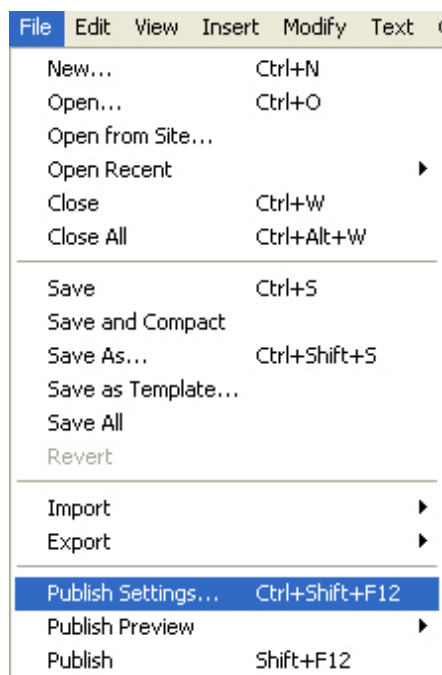 File Edit View Insert Modify Text
New... Ctrl+N
Open... Ctrl+O
Open from Site...
Open Recent
Close Ctrl+W
Close All Ctrl+Alt+W
Save Ctrl+S
Save and Compact
Save As... Ctrl+Shift+S
Save as Template...
Save All
Revert
Import
Export
Publish Settings... Ctrl+Shift+F12
Publish Preview
Publish Shift+F12